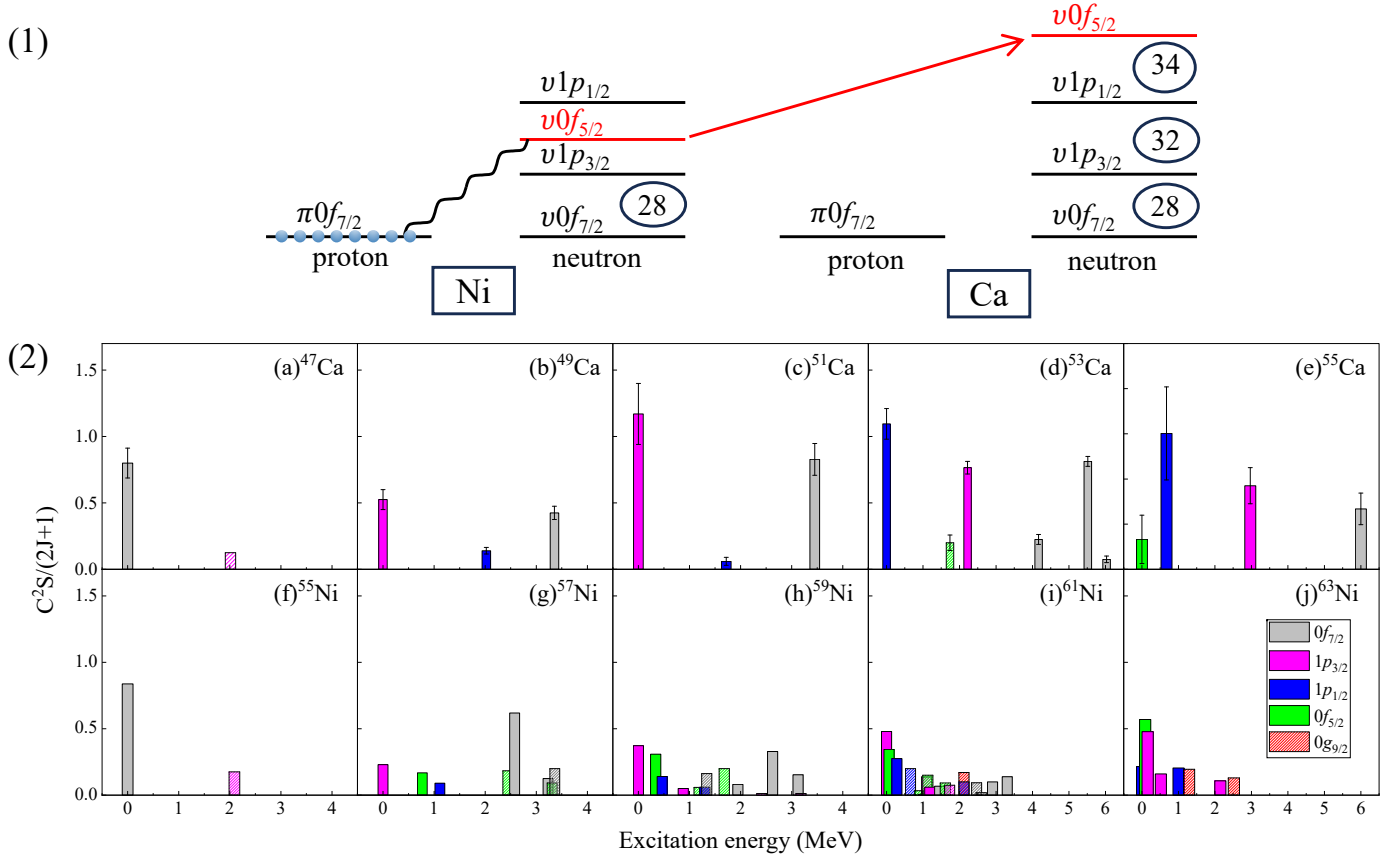 (1)
υ0f5/2
34
υ1p1/2
υ1p1/2
υ0f5/2
32
υ1p3/2
υ1p3/2
28
28
π0f7/2
υ0f7/2
π0f7/2
υ0f7/2
proton
neutron
proton
neutron
Ni
Ca
(2)
(a)47Ca
(b)49Ca
(c)51Ca
(d)53Ca
(e)55Ca
1.5
1.0
0.5
0.0
(f)55Ni
(g)57Ni
(h)59Ni
(i)61Ni
(j)63Ni
1.5
1.0
0.5
0.0
C2S/(2J+1)
0f7/2
1p3/2
1p1/2
0f5/2
0g9/2
0 1 2 3 4
0 1 2 3 4
0 1 2 3 4
0 1 2 3 4 5 6
0 1 2 3 4 5 6
Excitation energy (MeV)